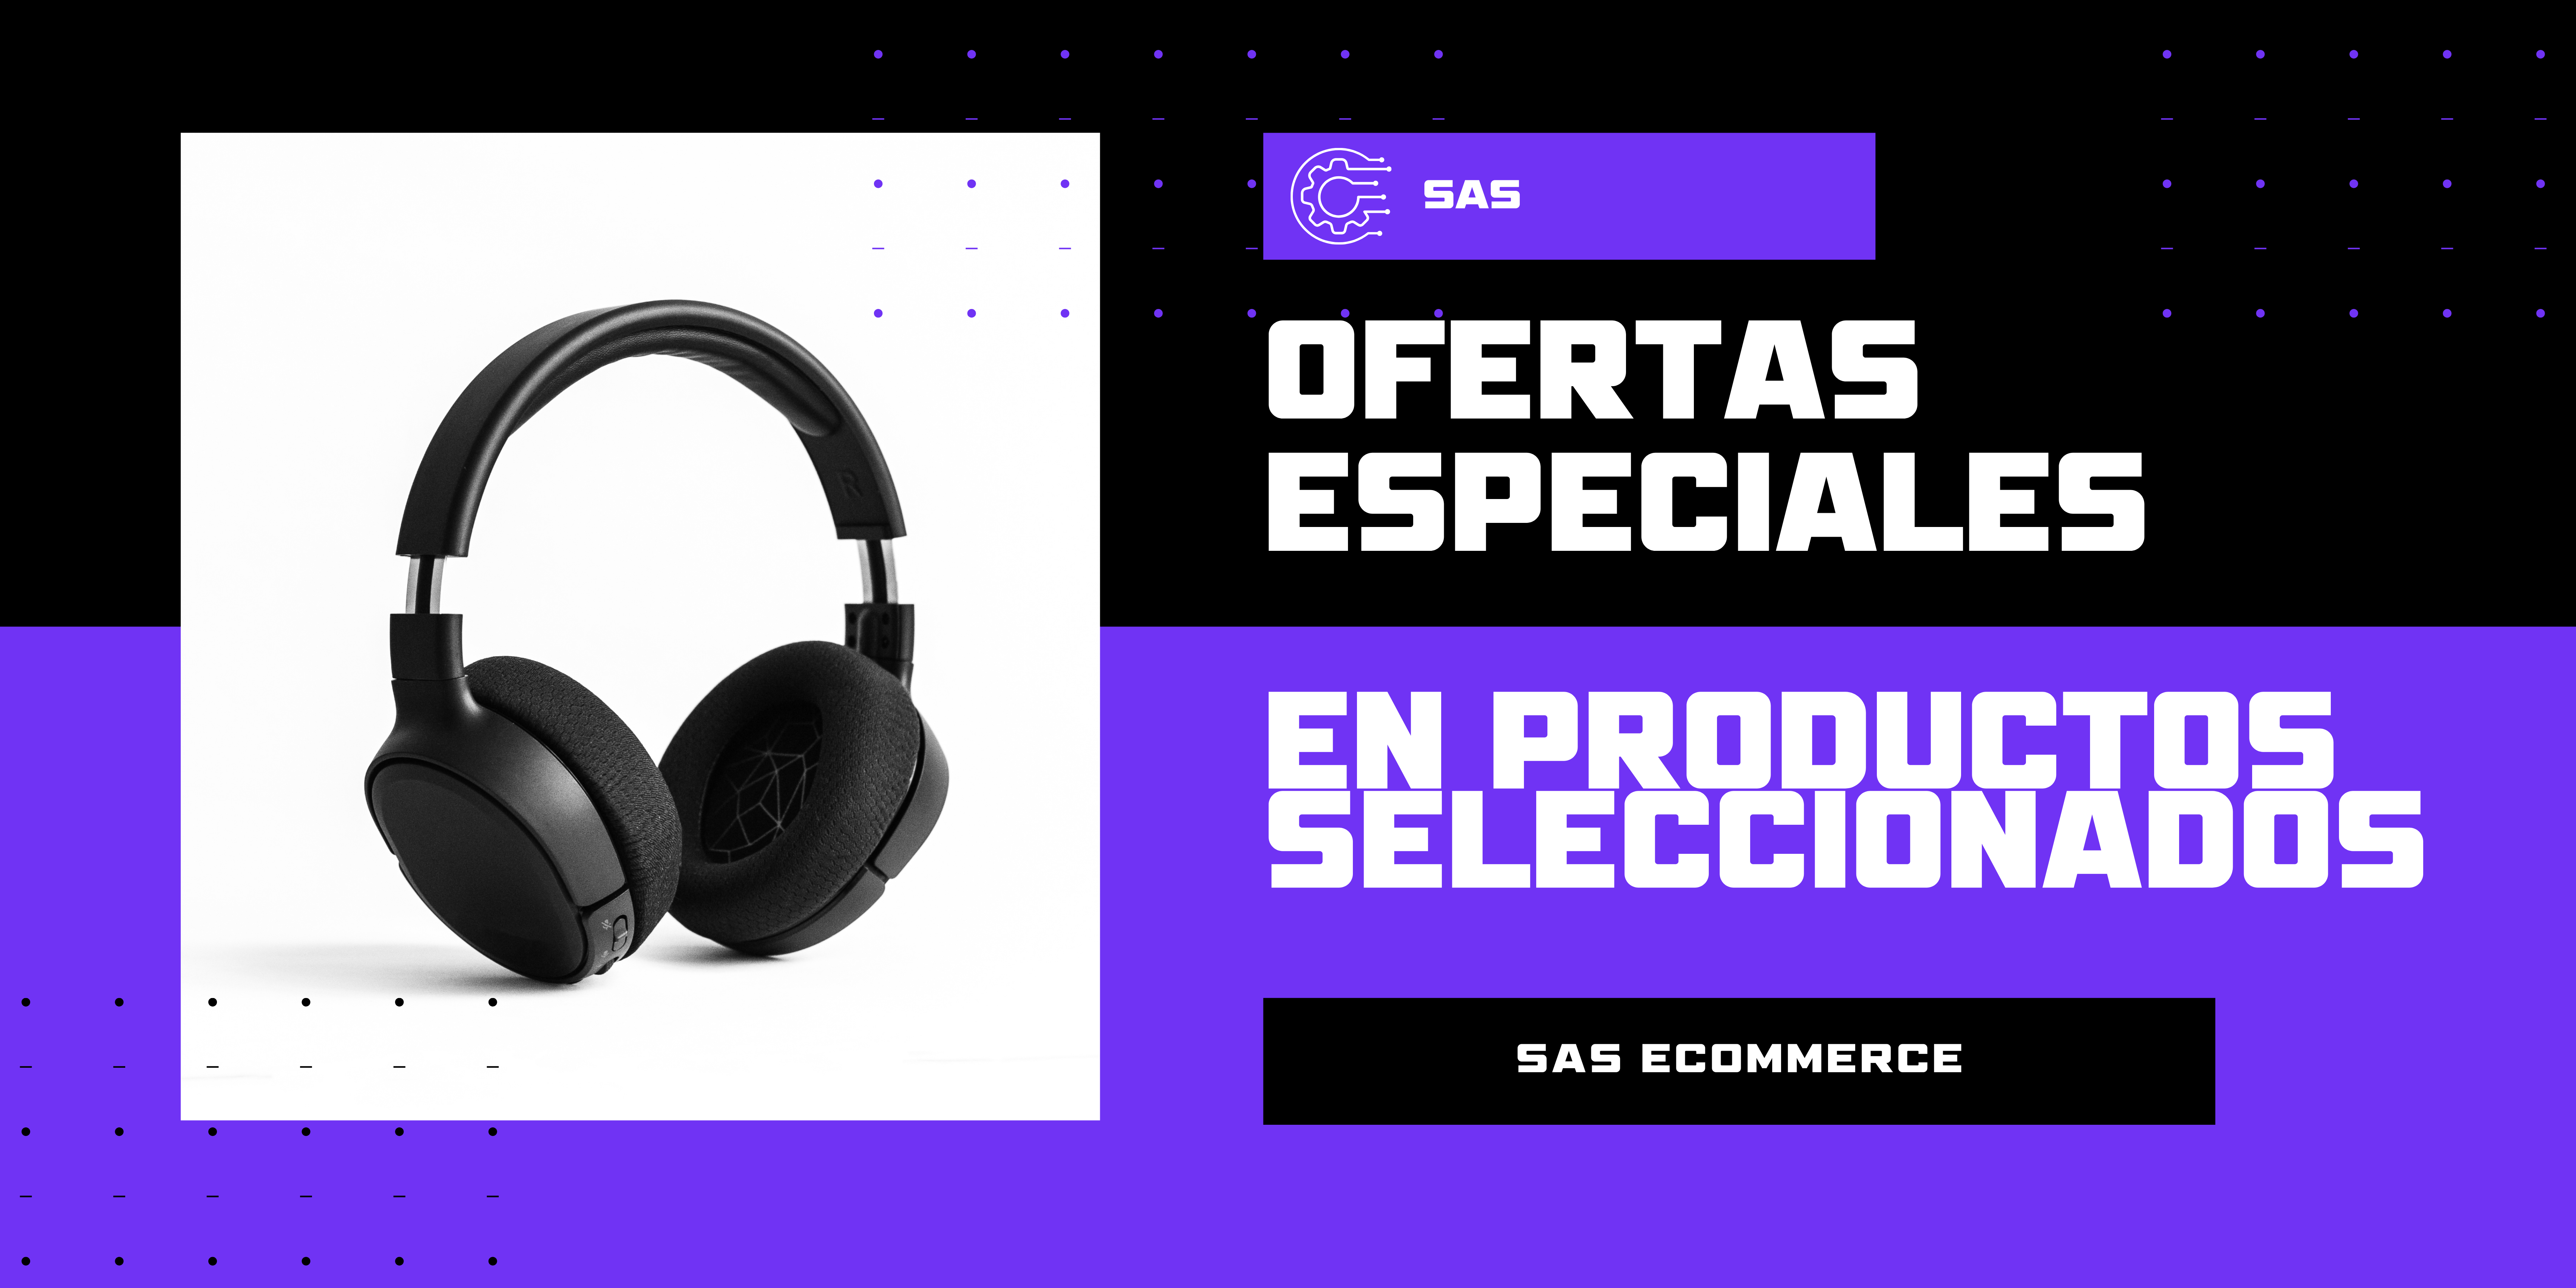 SAS
OFERTAS
ESPECIALES
EN PRODUCTOS
SELECCIONADOS
SAS ECOMMERCE
R